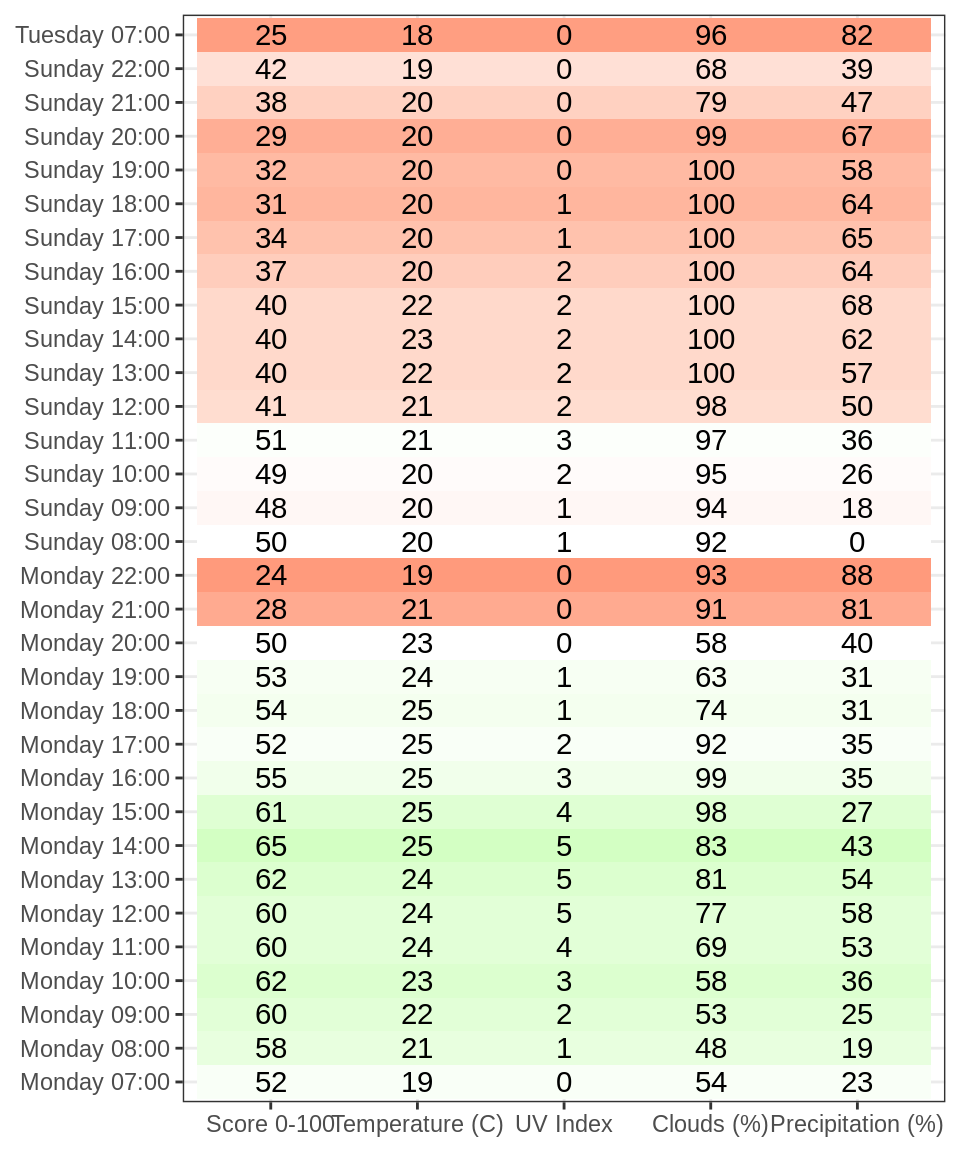 Tuesday 07:00 25 18 0 96 82
Sunday 22:00 42 19 0 68 39
Sunday 21:00 38 20 0 79 47
Sunday 20:00 29 20 0 99 67
Sunday 19:00 32 20 0 100 58
Sunday 18:00 31 20 1 100 64
Sunday 17:00 34 20 1 100 65
Sunday 16:00 37 20 2 100 64
Sunday 15:00 40 22 2 100 68
Sunday 14:00 40 23 2 100 62
Sunday 13:00 40 22 2 100 57
Sunday 12:00 41 21 2 98 50
Sunday 11:00 51 21 3 97 36
Sunday 10:00 49 20 2 95 26
Sunday 09:00 48 20 1 94 18
Sunday 08:00 50 20 1 92 0
Monday 22:00 24 19 0 93 88
Monday 21:00 28 21 0 91 81
Monday 20:00 50 23 0 58 40
Monday 19:00 53 24 1 63 31
Monday 18:00 54 25 1 74 31
Monday 17:00 52 25 2 92 35
Monday 16:00 55 25 3 99 35
Monday 15:00 61 25 4 98 27
Monday 14:00 65 25 5 83 43
Monday 13:00 62 24 5 81 54
Monday 12:00 60 24 5 77 58
Monday 11:00 60 24 4 69 53
Monday 10:00 62 23 3 58 36
Monday 09:00 60 22 2 53 25
Monday 08:00 58 21 1 48 19
Monday 07:00 52 19 0 54 23
Score 0-100 Temperature (C) UV Index Clouds (%) Precipitation (%)